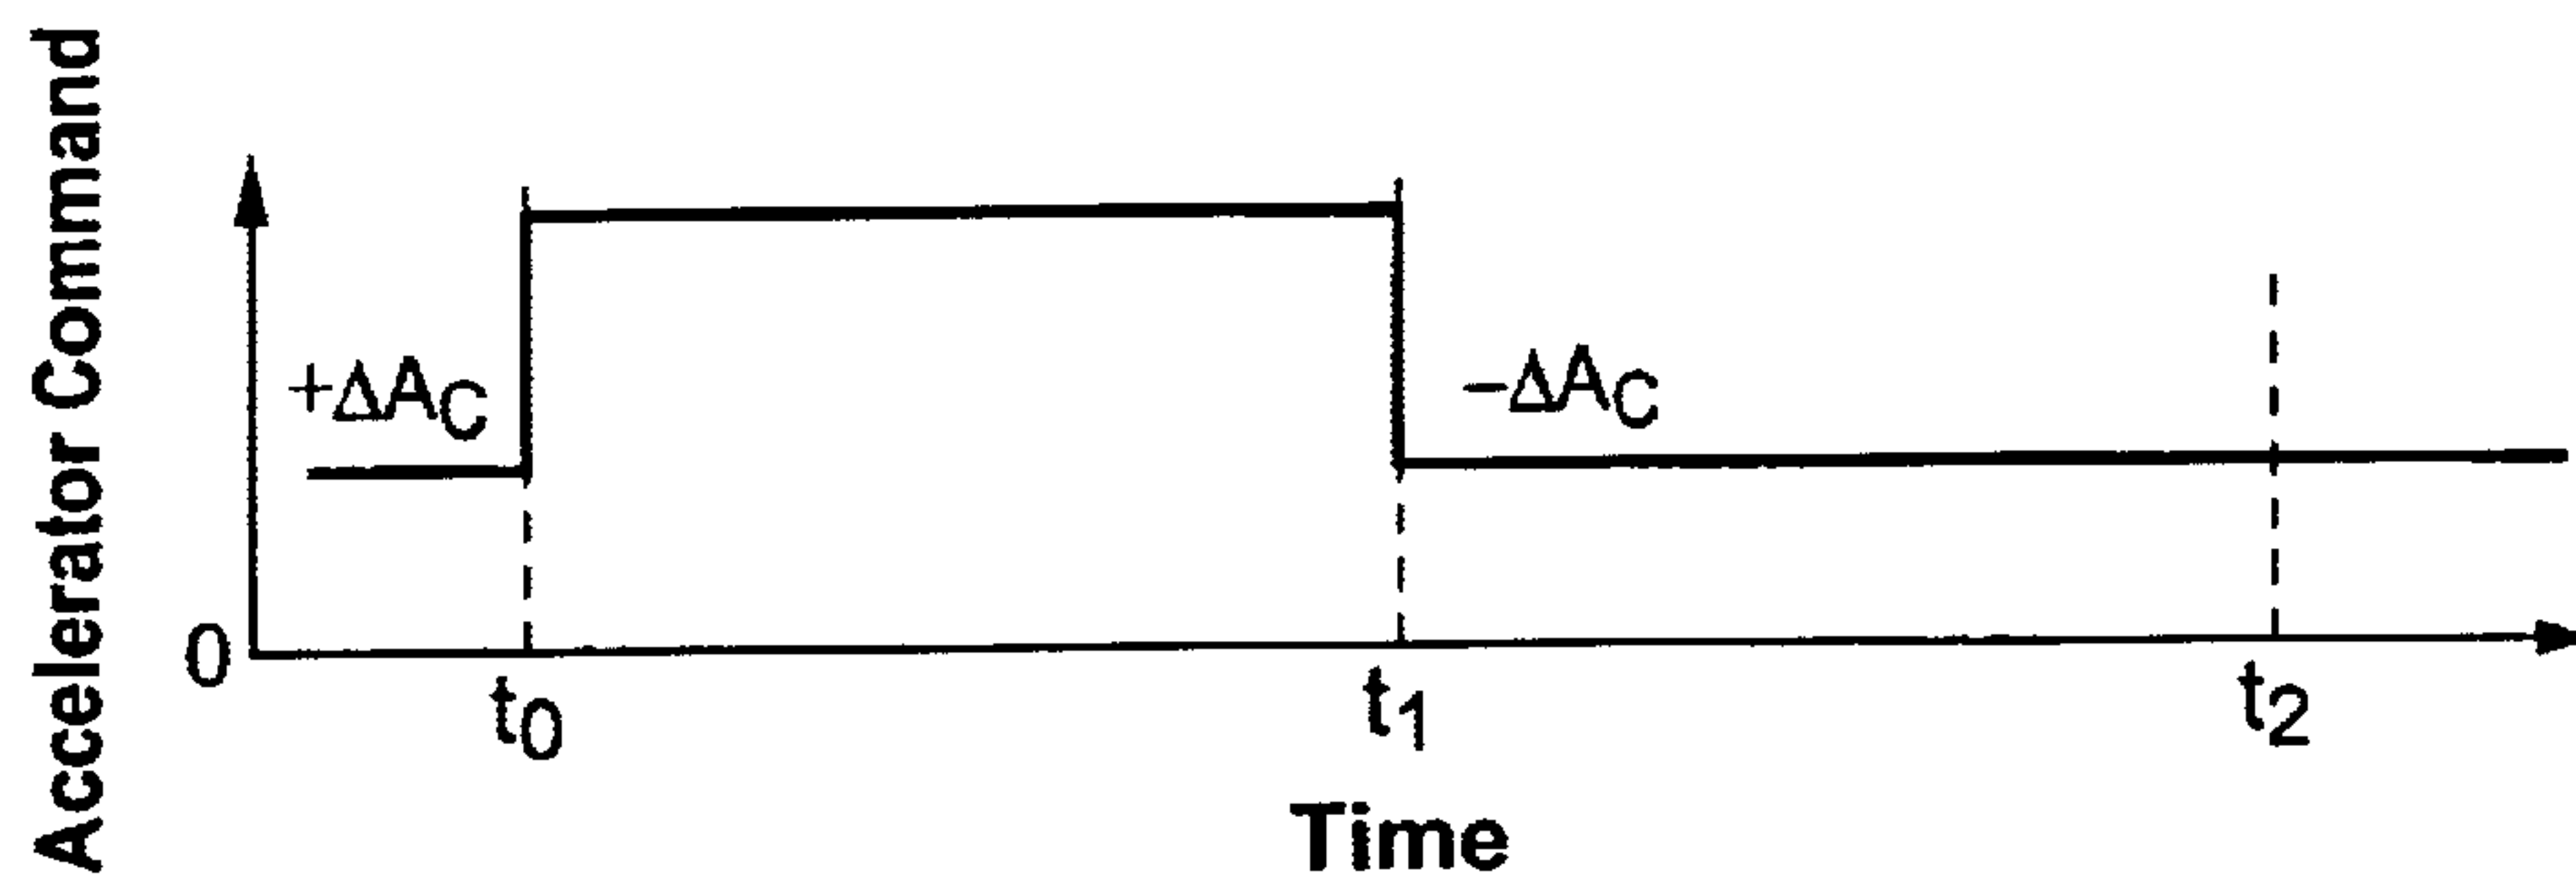 Accelerator Command
+ΔAC
−ΔAC
0
t0
t1
t2
Time